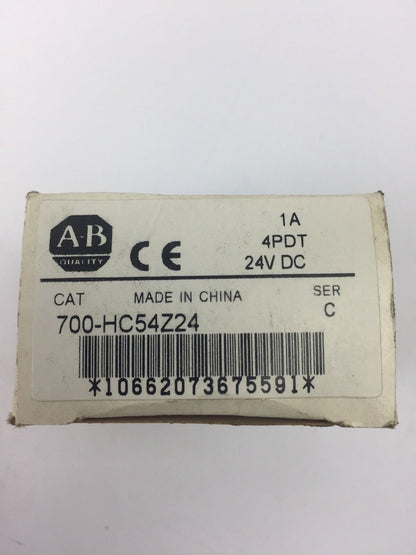 A-B
QUALITY
CE
1A
4PDT
24V DC
CAT
MADE IN CHINA
SER
700-HC54Z24
C
*10662073675591*